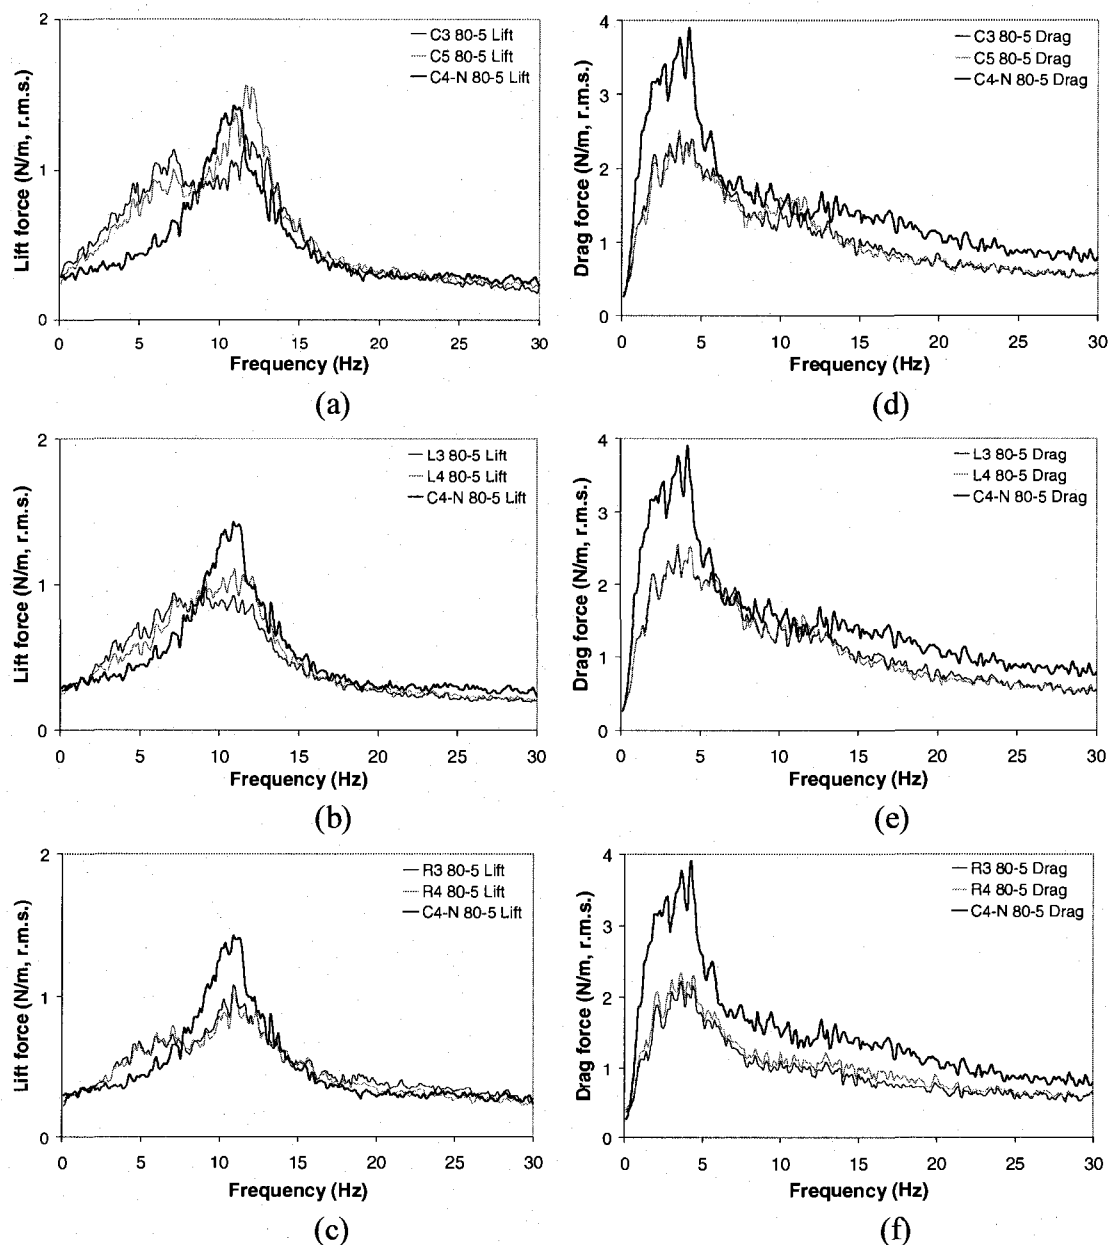 2
C3 80-5 Lift
C5 80-5 Lift
C4-N 80-5 Lift
Lift force (N/m, r.m.s.)
1
0
0 5 10 15 20 25 30
Frequency (Hz)
(a)
4
C3 80-5 Drag
C5 80-5 Drag
C4-N 80-5 Drag
3
Drag force (N/m, r.m.s.)
2
1
0
0 5 10 15 20 25 30
Frequency (Hz)
(d)
2
L3 80-5 Lift
L4 80-5 Lift
C4-N 80-5 Lift
Lift force (N/m, r.m.s.)
1
0
0 5 10 15 20 25 30
Frequency (Hz)
(b)
4
L3 80-5 Drag
L4 80-5 Drag
C4-N 80-5 Drag
3
Drag force (N/m, r.m.s.)
2
1
0
0 5 10 15 20 25 30
Frequency (Hz)
(e)
2
R3 80-5 Lift
R4 80-5 Lift
C4-N 80-5 Lift
Lift force (N/m, r.m.s.)
1
0
0 5 10 15 20 25 30
Frequency (Hz)
(c)
4
R3 80-5 Drag
R4 80-5 Drag
C4-N 80-5 Drag
3
Drag force (N/m, r.m.s.)
2
1
0
0 5 10 15 20 25 30
Frequency (Hz)
(f)